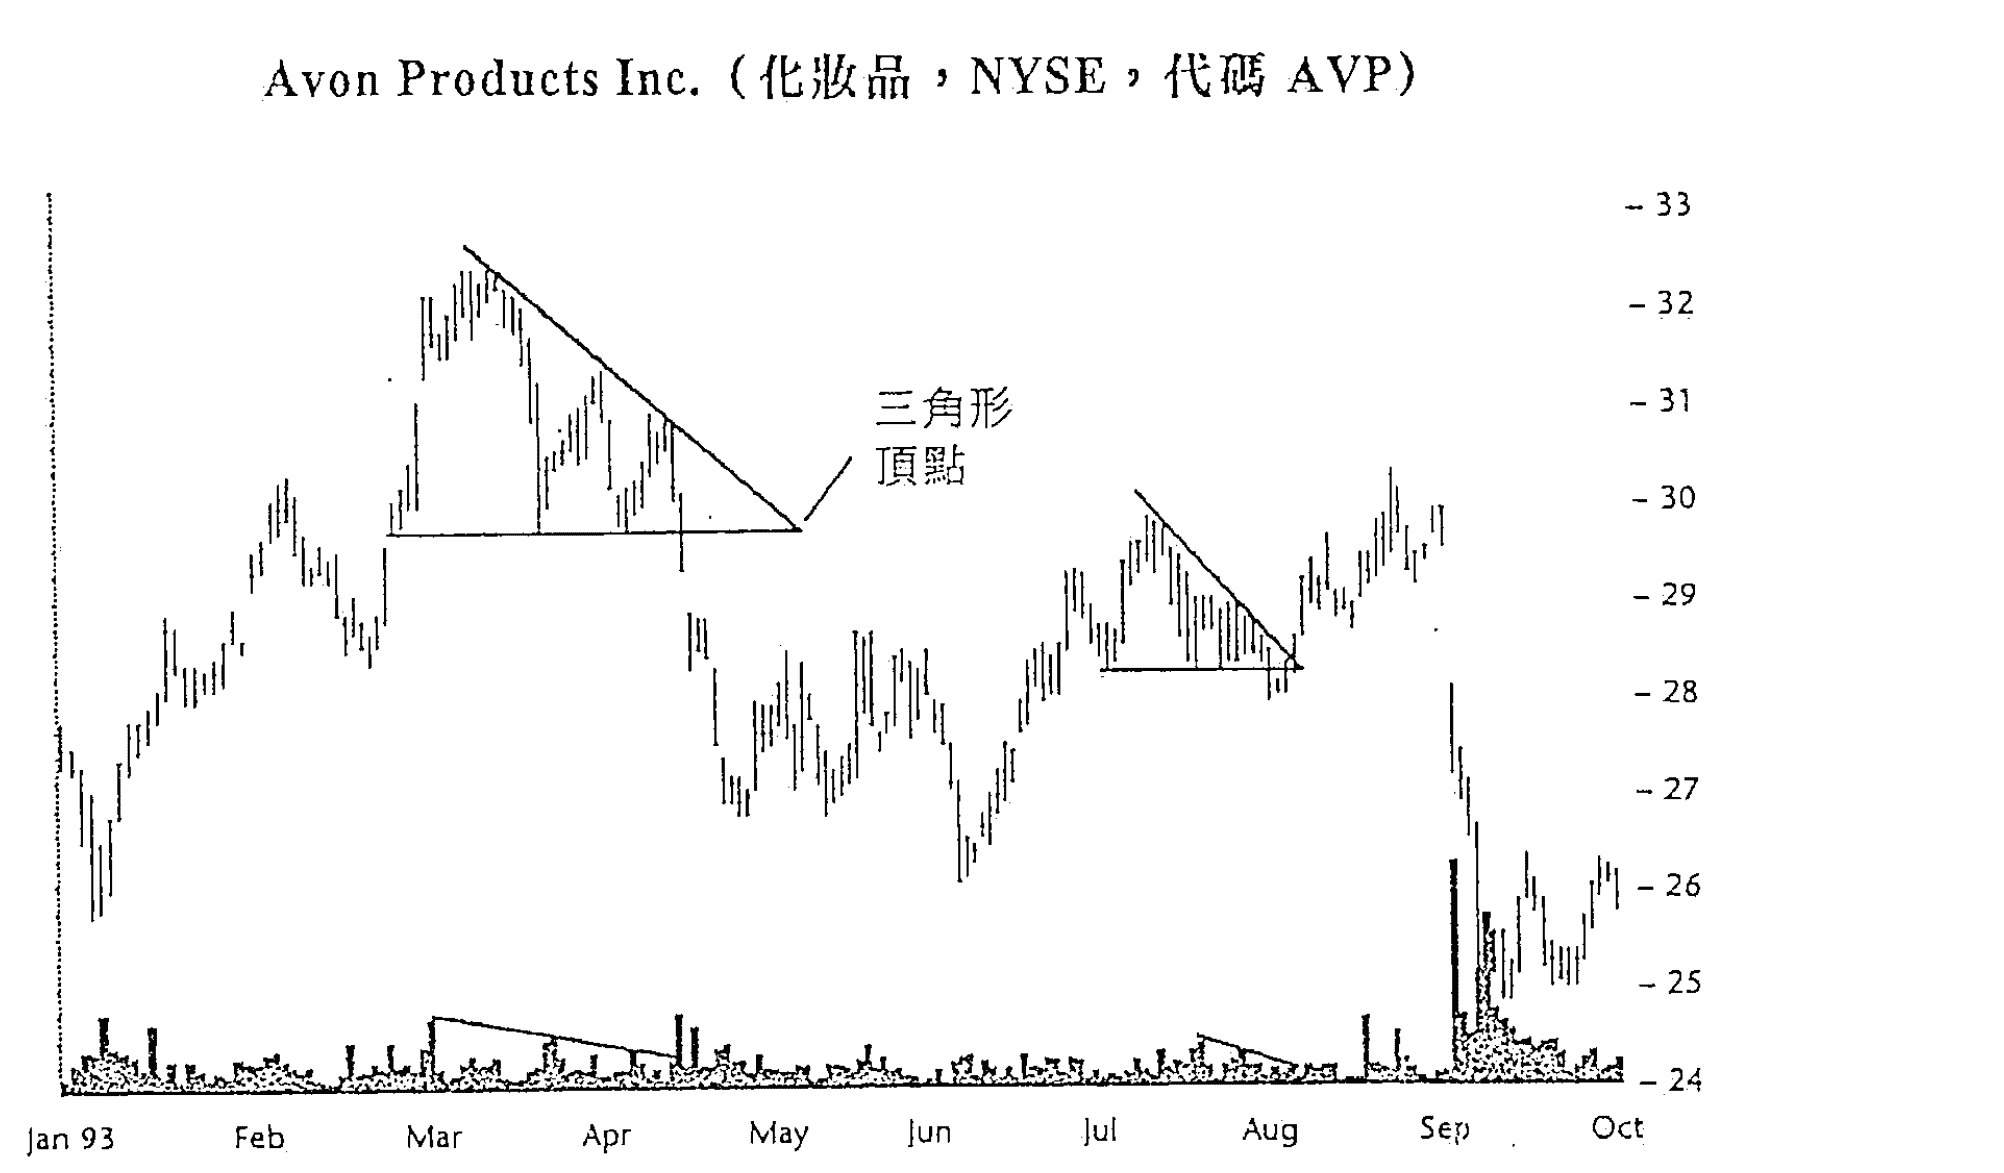 Avon Products Inc.（化妝品，NYSE，代碼 AVP）
- 33
- 32
三角形
頂點
- 31
- 30
- 29
- 28
- 27
- 26
- 25
- 24
Jan 93 Feb Mar Apr May Jun Jul Aug Sep Oct